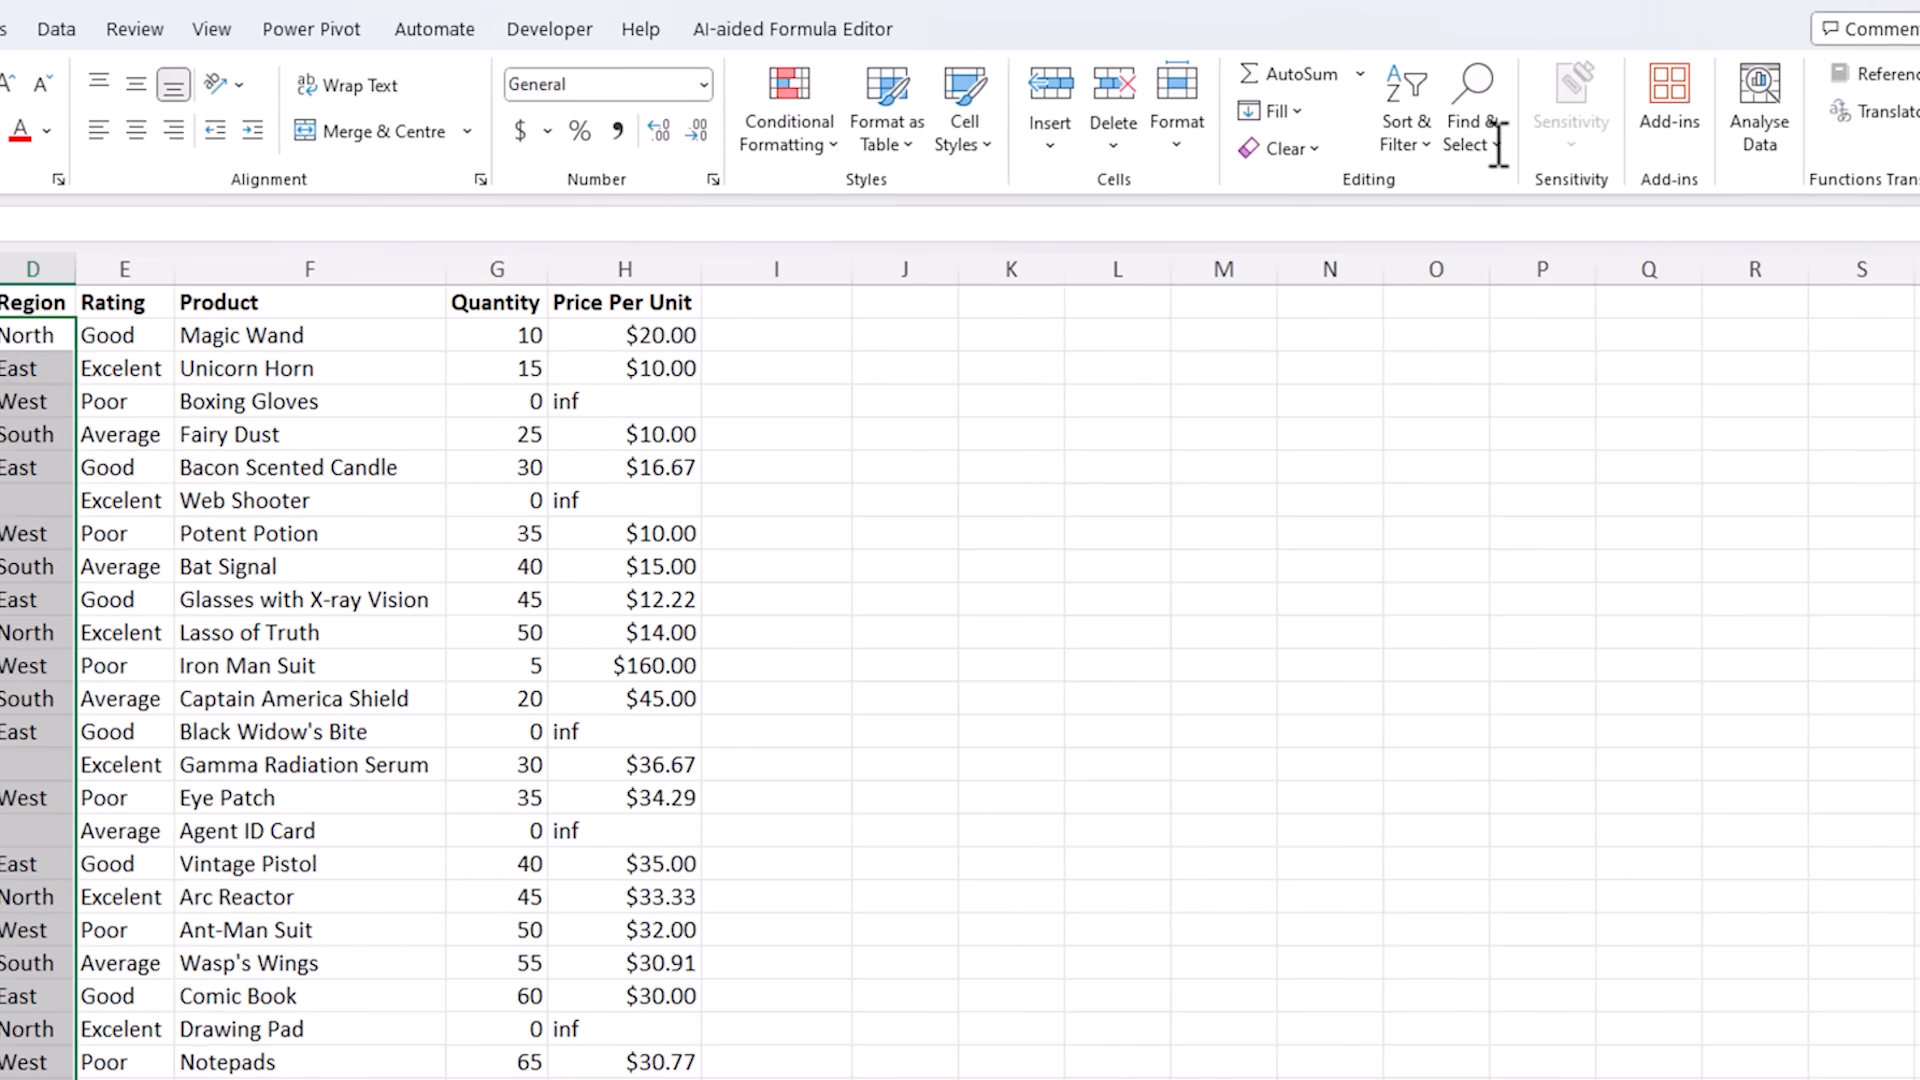 s Data Review View Power Pivot Automate Developer Help AI-aided Formula Editor Commen
A A ab Wrap Text General $ % Conditional Formatting Format as Table Cell Styles Insert Delete Format AutoSum Fill Clear Sort & Filter Find & Select Sensitivity Add-ins Analyse Data Referenc Translat
A Merge & Centre
Alignment Number Styles Cells Editing Sensitivity Add-ins Functions Tran
D E F G H I J K L M N O P Q R S
Region Rating Product Quantity Price Per Unit
North Good Magic Wand 10 $20.00
East Excelent Unicorn Horn 15 $10.00
West Poor Boxing Gloves 0 inf
South Average Fairy Dust 25 $10.00
East Good Bacon Scented Candle 30 $16.67
Excelent Web Shooter 0 inf
West Poor Potent Potion 35 $10.00
South Average Bat Signal 40 $15.00
East Good Glasses with X-ray Vision 45 $12.22
North Excelent Lasso of Truth 50 $14.00
West Poor Iron Man Suit 5 $160.00
South Average Captain America Shield 20 $45.00
East Good Black Widow's Bite 0 inf
Excelent Gamma Radiation Serum 30 $36.67
West Poor Eye Patch 35 $34.29
Average Agent ID Card 0 inf
East Good Vintage Pistol 40 $35.00
North Excelent Arc Reactor 45 $33.33
West Poor Ant-Man Suit 50 $32.00
South Average Wasp's Wings 55 $30.91
East Good Comic Book 60 $30.00
North Excelent Drawing Pad 0 inf
West Poor Notepads 65 $30.77